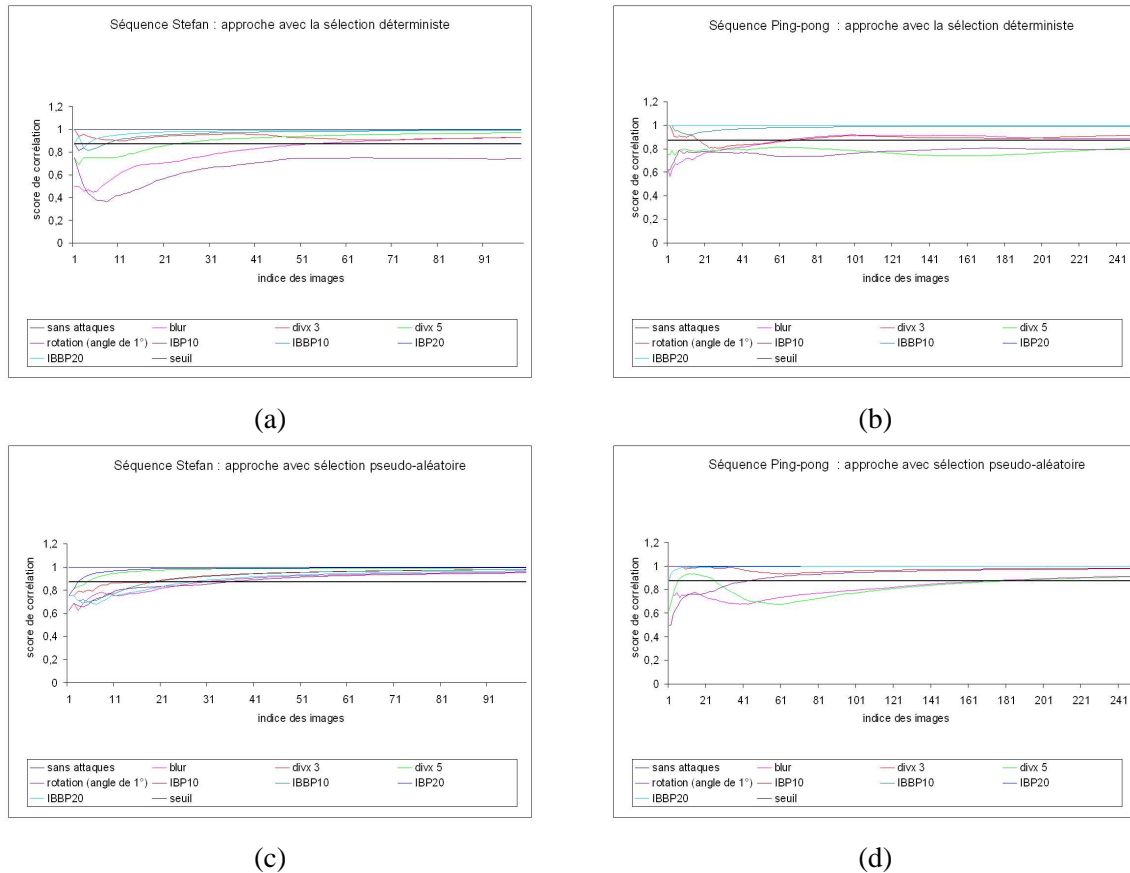 Séquence Stefan : approche avec la sélection déterministe
score de corrélation
1,2
1
0,8
0,6
0,4
0,2
0
1 11 21 31 41 51 61 71 81 91
indice des images
sans attaques blur divx 3 divx 5
rotation (angle de 1°) IBP10 IBBP10 IBP20
IBBP20 seuil
(a)
Séquence Ping-pong : approche avec la sélection déterministe
score de corrélation
1,2
1
0,8
0,6
0,4
0,2
0
1 21 41 61 81 101 121 141 161 181 201 221 241
indice des images
sans attaques blur divx 3 divx 5
rotation (angle de 1°) IBP10 IBBP10 IBP20
IBBP20 seuil
(b)
Séquence Stefan : approche avec sélection pseudo-aléatoire
score de corrélation
1,2
1
0,8
0,6
0,4
0,2
0
1 11 21 31 41 51 61 71 81 91
indice des images
sans attaques blur divx 3 divx 5
rotation (angle de 1°) IBP10 IBBP10 IBP20
IBBP20 seuil
(c)
Séquence Ping-pong : approche avec sélection pseudo-aléatoire
score de corrélation
1,2
1
0,8
0,6
0,4
0,2
0
1 21 41 61 81 101 121 141 161 181 201 221 241
indice des images
sans attaques blur divx 3 divx 5
rotation (angle de 1°) IBP10 IBBP10 IBP20
IBBP20 seuil
(d)